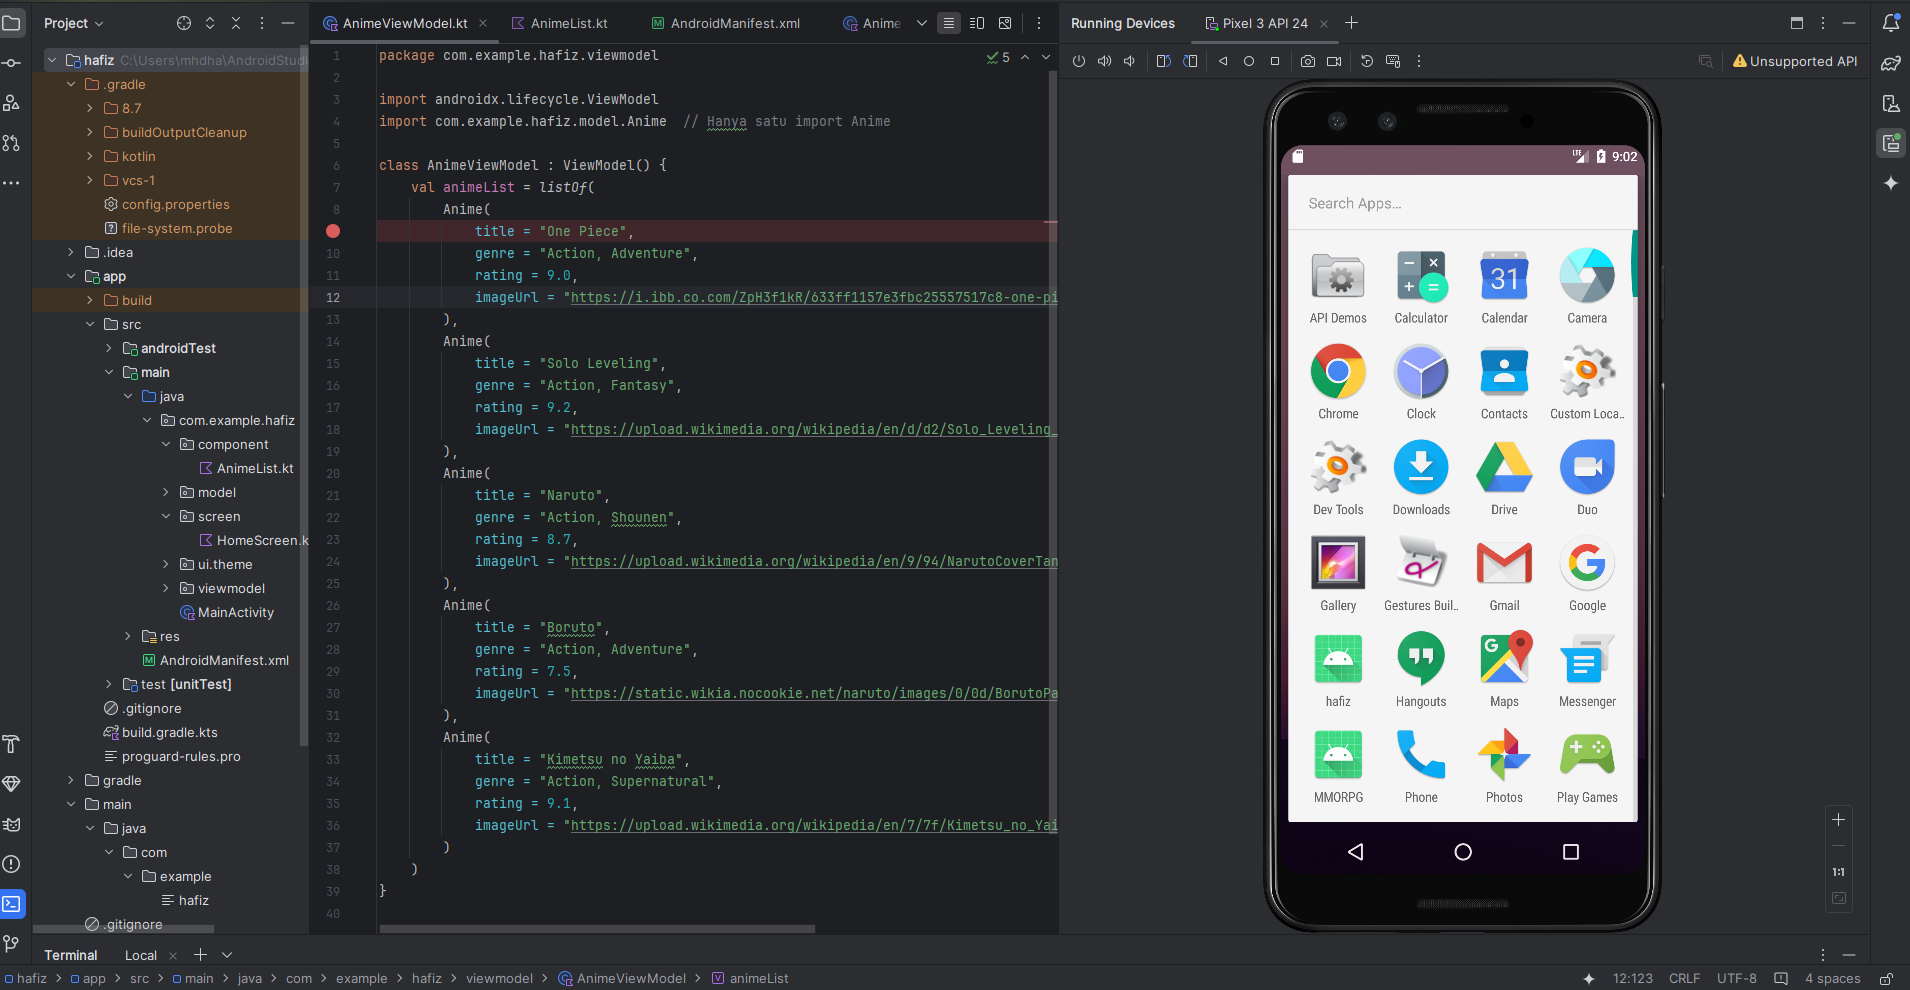 Project
AnimeViewModel.kt
AnimeList.kt
AndroidManifest.xml
Anime
Running Devices
Pixel 3 API 24
Unsupported API
hafiz C:\Users\mhdha\AndroidStudi
.gradle
8.7
buildOutputCleanup
kotlin
vcs-1
config.properties
file-system.probe
.idea
app
build
src
androidTest
main
java
com.example.hafiz
component
AnimeList.kt
model
screen
HomeScreen.k
ui.theme
viewmodel
MainActivity
res
AndroidManifest.xml
test [unitTest]
.gitignore
build.gradle.kts
proguard-rules.pro
gradle
main
java
com
example
hafiz
.gitignore
5
1 package com.example.hafiz.viewmodel
2
3 import androidx.lifecycle.ViewModel
4 import com.example.hafiz.model.Anime // Hanya satu import Anime
5
6 class AnimeViewModel : ViewModel() {
7 val animeList = listOf(
8 Anime(
title = "One Piece",
10 genre = "Action, Adventure",
11 rating = 9.0,
12 imageUrl = "https://i.ibb.co.com/ZpH3f1kR/633ff1157e3fbc25557517c8-one-pi
13 ),
14 Anime(
15 title = "Solo Leveling",
16 genre = "Action, Fantasy",
17 rating = 9.2,
18 imageUrl = "https://upload.wikimedia.org/wikipedia/en/d/d2/Solo_Leveling_
19 ),
20 Anime(
21 title = "Naruto",
22 genre = "Action, Shounen",
23 rating = 8.7,
24 imageUrl = "https://upload.wikimedia.org/wikipedia/en/9/94/NarutoCoverTan
25 ),
26 Anime(
27 title = "Boruto",
28 genre = "Action, Adventure",
29 rating = 7.5,
30 imageUrl = "https://static.wikia.nocookie.net/naruto/images/0/0d/BorutoPa
31 ),
32 Anime(
33 title = "Kimetsu no Yaiba",
34 genre = "Action, Supernatural",
35 rating = 9.1,
36 imageUrl = "https://upload.wikimedia.org/wikipedia/en/7/7f/Kimetsu_no_Yai
37 )
38 )
39 }
40
LTE 9:02
Search Apps...
31
API Demos Calculator Calendar Camera
Chrome Clock Contacts Custom Loca..
Dev Tools Downloads Drive Duo
Gallery Gestures Buil.. Gmail Google
hafiz Hangouts Maps Messenger
MMORPG Phone Photos Play Games
1:1
Terminal Local
hafiz > app > src > main > java > com > example > hafiz > viewmodel > AnimeViewModel > animeList
12:123 CRLF UTF-8 4 spaces